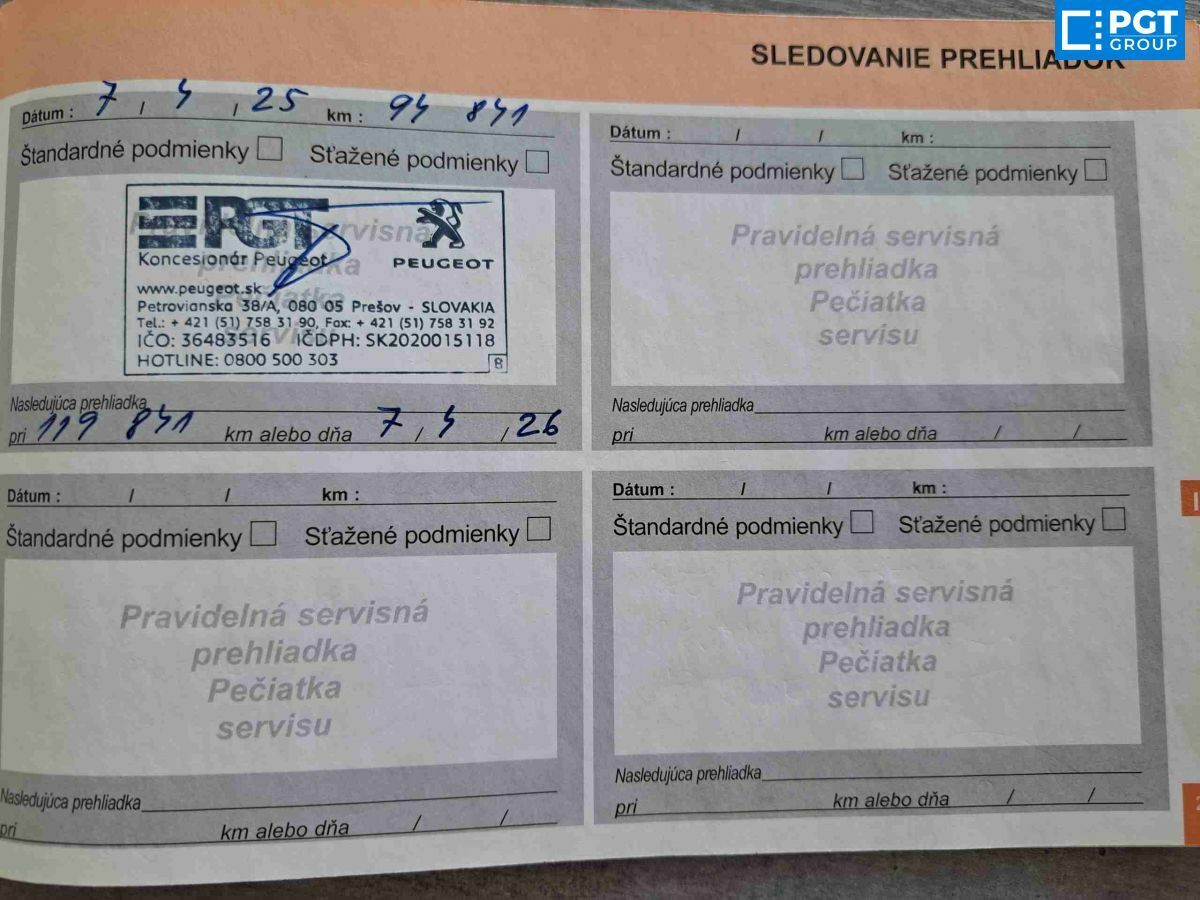 PGT
GROUP
SLEDOVANIE PREHLIADOK
Dátum : 7 / 4 / 25 km : 94 841
Štandardné podmienky Sťažené podmienky
Pravidelná servisná
prehliadka
Pečiatka
servisu
PGT
Koncesionár Peugeot
PEUGEOT
www.peugeot.sk
Petrovianska 38/A, 080 05 Prešov - SLOVAKIA
Tel.: + 421 (51) 758 31 90, Fax: + 421 (51) 758 31 92
IČO: 36483516 IČDPH: SK2020015118
HOTLINE: 0800 500 303
8
Nasledujúca prehliadka
pri 119 841 km alebo dňa 7 / 4 / 26
Dátum : / / km :
Štandardné podmienky Sťažené podmienky
Pravidelná servisná
prehliadka
Pečiatka
servisu
Nasledujúca prehliadka
pri km alebo dňa / /
Dátum : / / km :
Štandardné podmienky Sťažené podmienky
Pravidelná servisná
prehliadka
Pečiatka
servisu
Nasledujúca prehliadka
pri km alebo dňa / /
Dátum : / / km :
Štandardné podmienky Sťažené podmienky
Pravidelná servisná
prehliadka
Pečiatka
servisu
Nasledujúca prehliadka
pri km alebo dňa / /